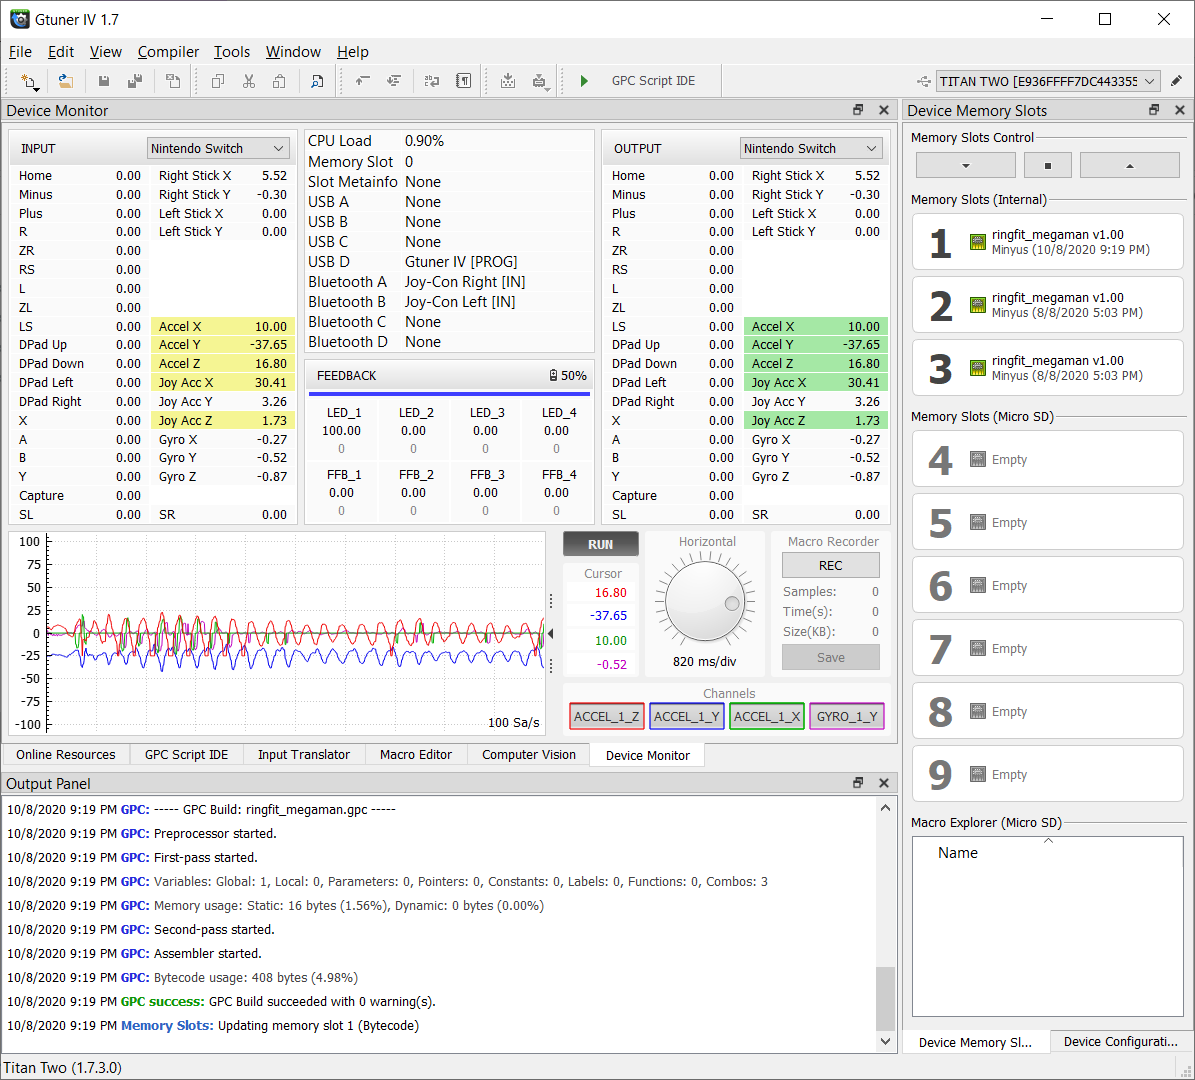 Gtuner IV 1.7
File Edit View Compiler Tools Window Help
GPC Script IDE
TITAN TWO [E936FFFF7DC443355
Device Monitor
INPUT Nintendo Switch
Home 0.00 Right Stick X 5.52
Minus 0.00 Right Stick Y -0.30
Plus 0.00 Left Stick X 0.00
R 0.00 Left Stick Y 0.00
ZR 0.00
RS 0.00
L 0.00
ZL 0.00
LS 0.00 Accel X 10.00
DPad Up 0.00 Accel Y -37.65
DPad Down 0.00 Accel Z 16.80
DPad Left 0.00 Joy Acc X 30.41
DPad Right 0.00 Joy Acc Y 3.26
X 0.00 Joy Acc Z 1.73
A 0.00 Gyro X -0.27
B 0.00 Gyro Y -0.52
Y 0.00 Gyro Z -0.87
Capture 0.00
SL 0.00 SR 0.00
CPU Load 0.90%
Memory Slot 0
Slot Metainfo None
USB A None
USB B None
USB C None
USB D Gtuner IV [PROG]
Bluetooth A Joy-Con Right [IN]
Bluetooth B Joy-Con Left [IN]
Bluetooth C None
Bluetooth D None
FEEDBACK 50%
LED_1 LED_2 LED_3 LED_4
100.00 0.00 0.00 0.00
0 0 0 0
FFB_1 FFB_2 FFB_3 FFB_4
0.00 0.00 0.00 0.00
0 0 0 0
OUTPUT Nintendo Switch
Home 0.00 Right Stick X 5.52
Minus 0.00 Right Stick Y -0.30
Plus 0.00 Left Stick X 0.00
R 0.00 Left Stick Y 0.00
ZR 0.00
RS 0.00
L 0.00
ZL 0.00
LS 0.00 Accel X 10.00
DPad Up 0.00 Accel Y -37.65
DPad Down 0.00 Accel Z 16.80
DPad Left 0.00 Joy Acc X 30.41
DPad Right 0.00 Joy Acc Y 3.26
X 0.00 Joy Acc Z 1.73
A 0.00 Gyro X -0.27
B 0.00 Gyro Y -0.52
Y 0.00 Gyro Z -0.87
Capture 0.00
SL 0.00 SR 0.00
100
75
50
25
0
-25
-50
-75
-100
100 Sa/s
RUN
Cursor
16.80
-37.65
10.00
-0.52
Horizontal
820 ms/div
Macro Recorder
REC
Samples: 0
Time(s): 0
Size(KB): 0
Save
Channels
ACCEL_1_Z ACCEL_1_Y ACCEL_1_X GYRO_1_Y
Online Resources GPC Script IDE Input Translator Macro Editor Computer Vision Device Monitor
Output Panel
10/8/2020 9:19 PM GPC: ----- GPC Build: ringfit_megaman.gpc -----
10/8/2020 9:19 PM GPC: Preprocessor started.
10/8/2020 9:19 PM GPC: First-pass started.
10/8/2020 9:19 PM GPC: Variables: Global: 1, Local: 0, Parameters: 0, Pointers: 0, Constants: 0, Labels: 0, Functions: 0, Combos: 3
10/8/2020 9:19 PM GPC: Memory usage: Static: 16 bytes (1.56%), Dynamic: 0 bytes (0.00%)
10/8/2020 9:19 PM GPC: Second-pass started.
10/8/2020 9:19 PM GPC: Assembler started.
10/8/2020 9:19 PM GPC: Bytecode usage: 408 bytes (4.98%)
10/8/2020 9:19 PM GPC success: GPC Build succeeded with 0 warning(s).
10/8/2020 9:19 PM Memory Slots: Updating memory slot 1 (Bytecode)
Device Memory Slots
Memory Slots Control
Memory Slots (Internal)
1 ringfit_megaman v1.00
Minyus (10/8/2020 9:19 PM)
2 ringfit_megaman v1.00
Minyus (8/8/2020 5:03 PM)
3 ringfit_megaman v1.00
Minyus (8/8/2020 5:03 PM)
Memory Slots (Micro SD)
4 Empty
5 Empty
6 Empty
7 Empty
8 Empty
9 Empty
Macro Explorer (Micro SD)
Name
Device Memory Sl... Device Configurati...
Titan Two (1.7.3.0)